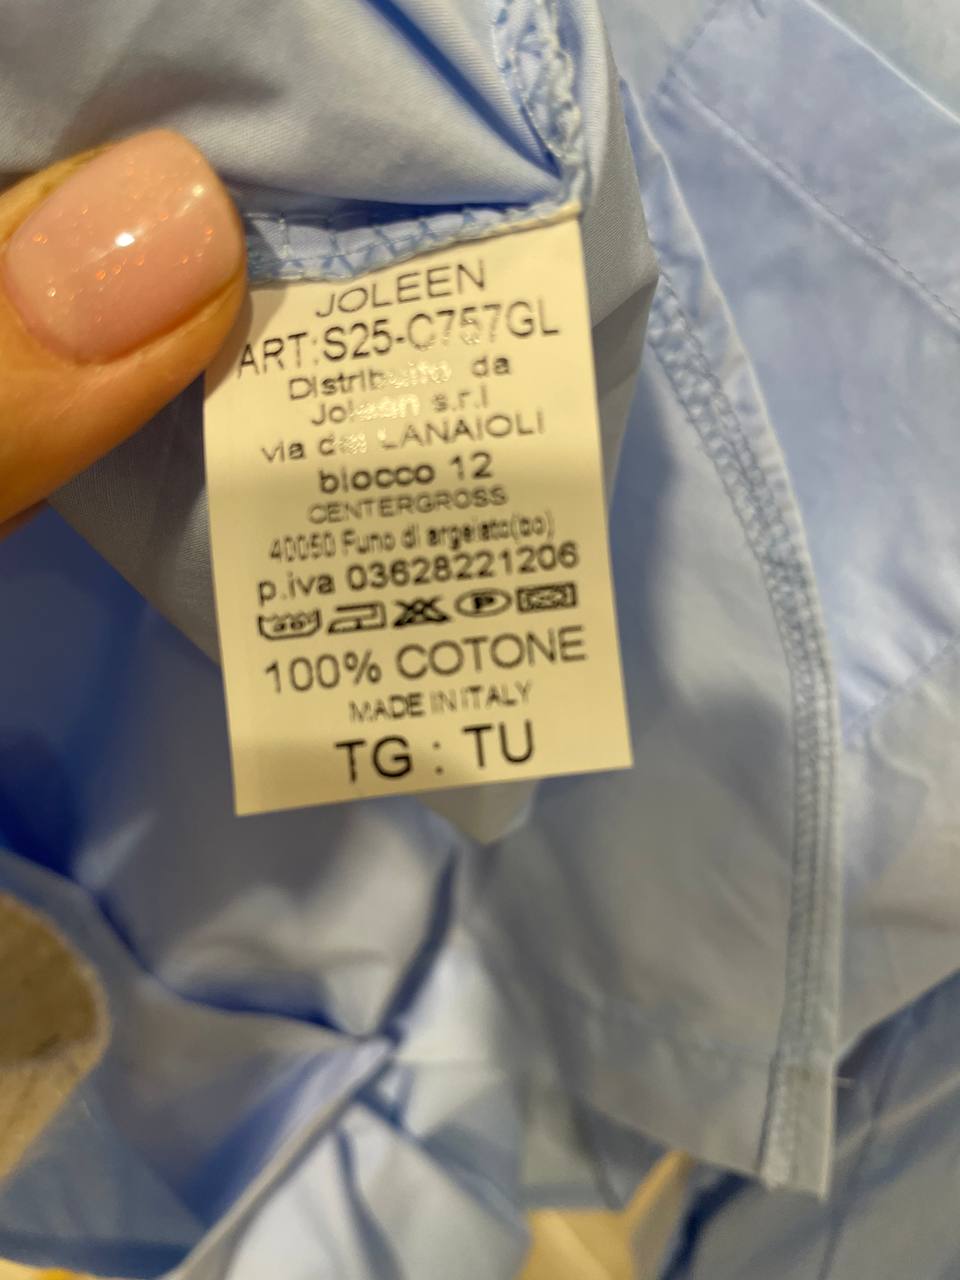 JOLEEN
ART:S25-C757GL
Distribuito da
Joleen s.r.l
via dei LANAIOLI
blocco 12
CENTERGROSS
40050 Funo di argelato(bo)
p.iva 03628221206
P
100% COTONE
MADE IN ITALY
TG : TU